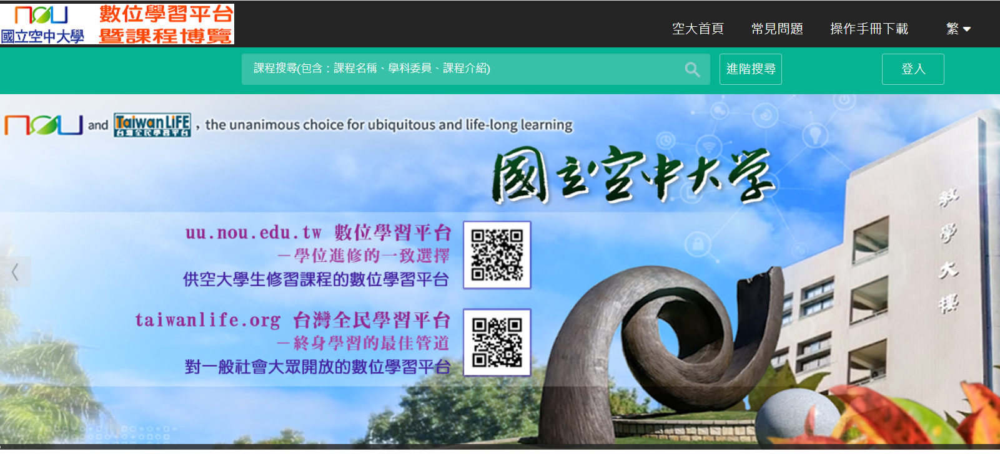 nou
國立空中大學
數位學習平台
暨課程博覽
空大首頁 常見問題 操作手冊下載 繁
課程搜尋(包含：課程名稱、學科委員、課程介紹)
進階搜尋
登入
nou and Taiwan LiFE 台灣全民學習平台, the unanimous choice for ubiquitous and life-long learning
國立空中大学
uu.nou.edu.tw 數位學習平台
－學位進修的一致選擇
供空大學生修習課程的數位學習平台
taiwanlife.org 台灣全民學習平台
－終身學習的最佳管道
對一般社會大眾開放的數位學習平台
教學大樓